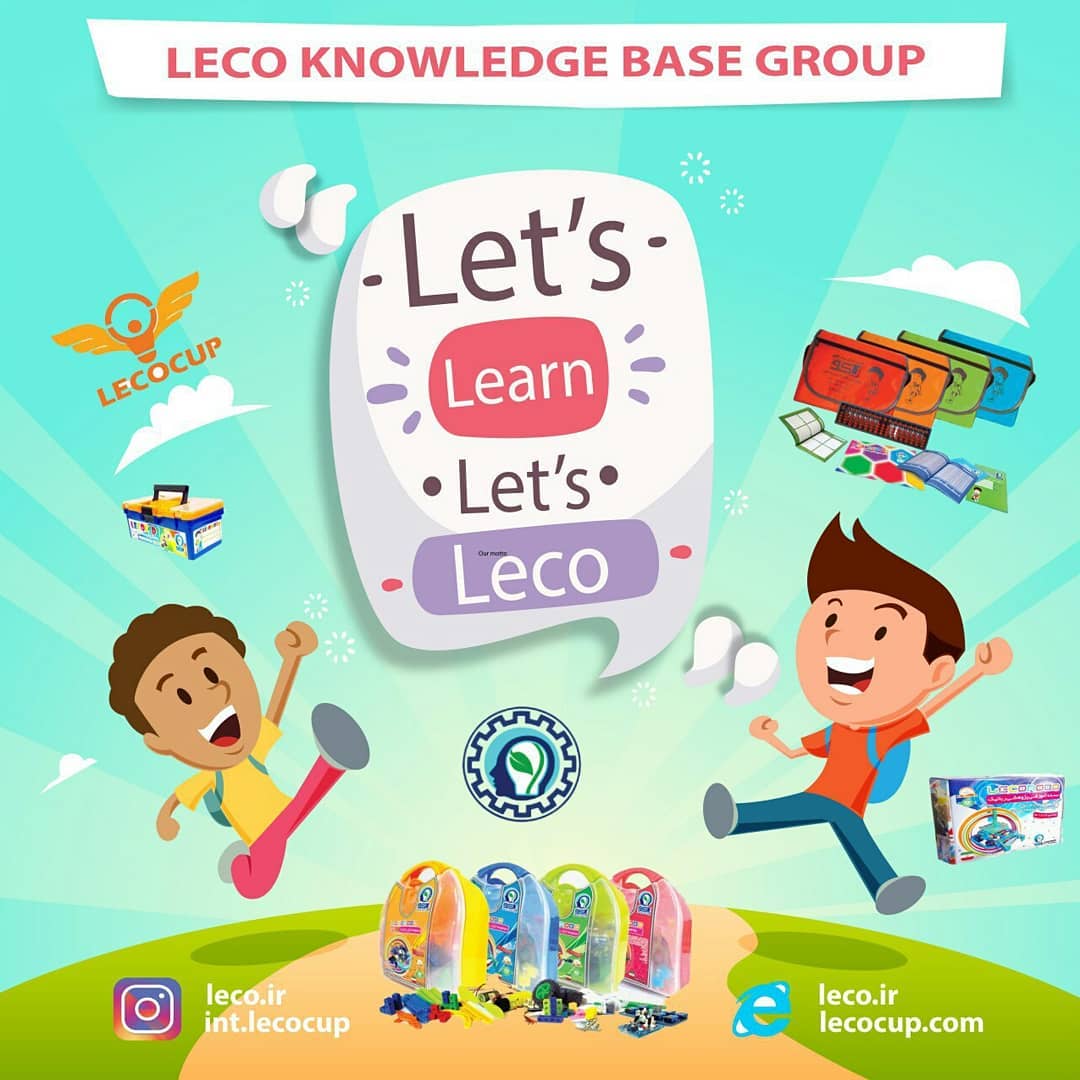 LECO KNOWLEDGE BASE GROUP
Let's
Learn
Let's
Our motto
Leco
LECOCUP
leco.ir
int.lecocup
leco.ir
lecocup.com